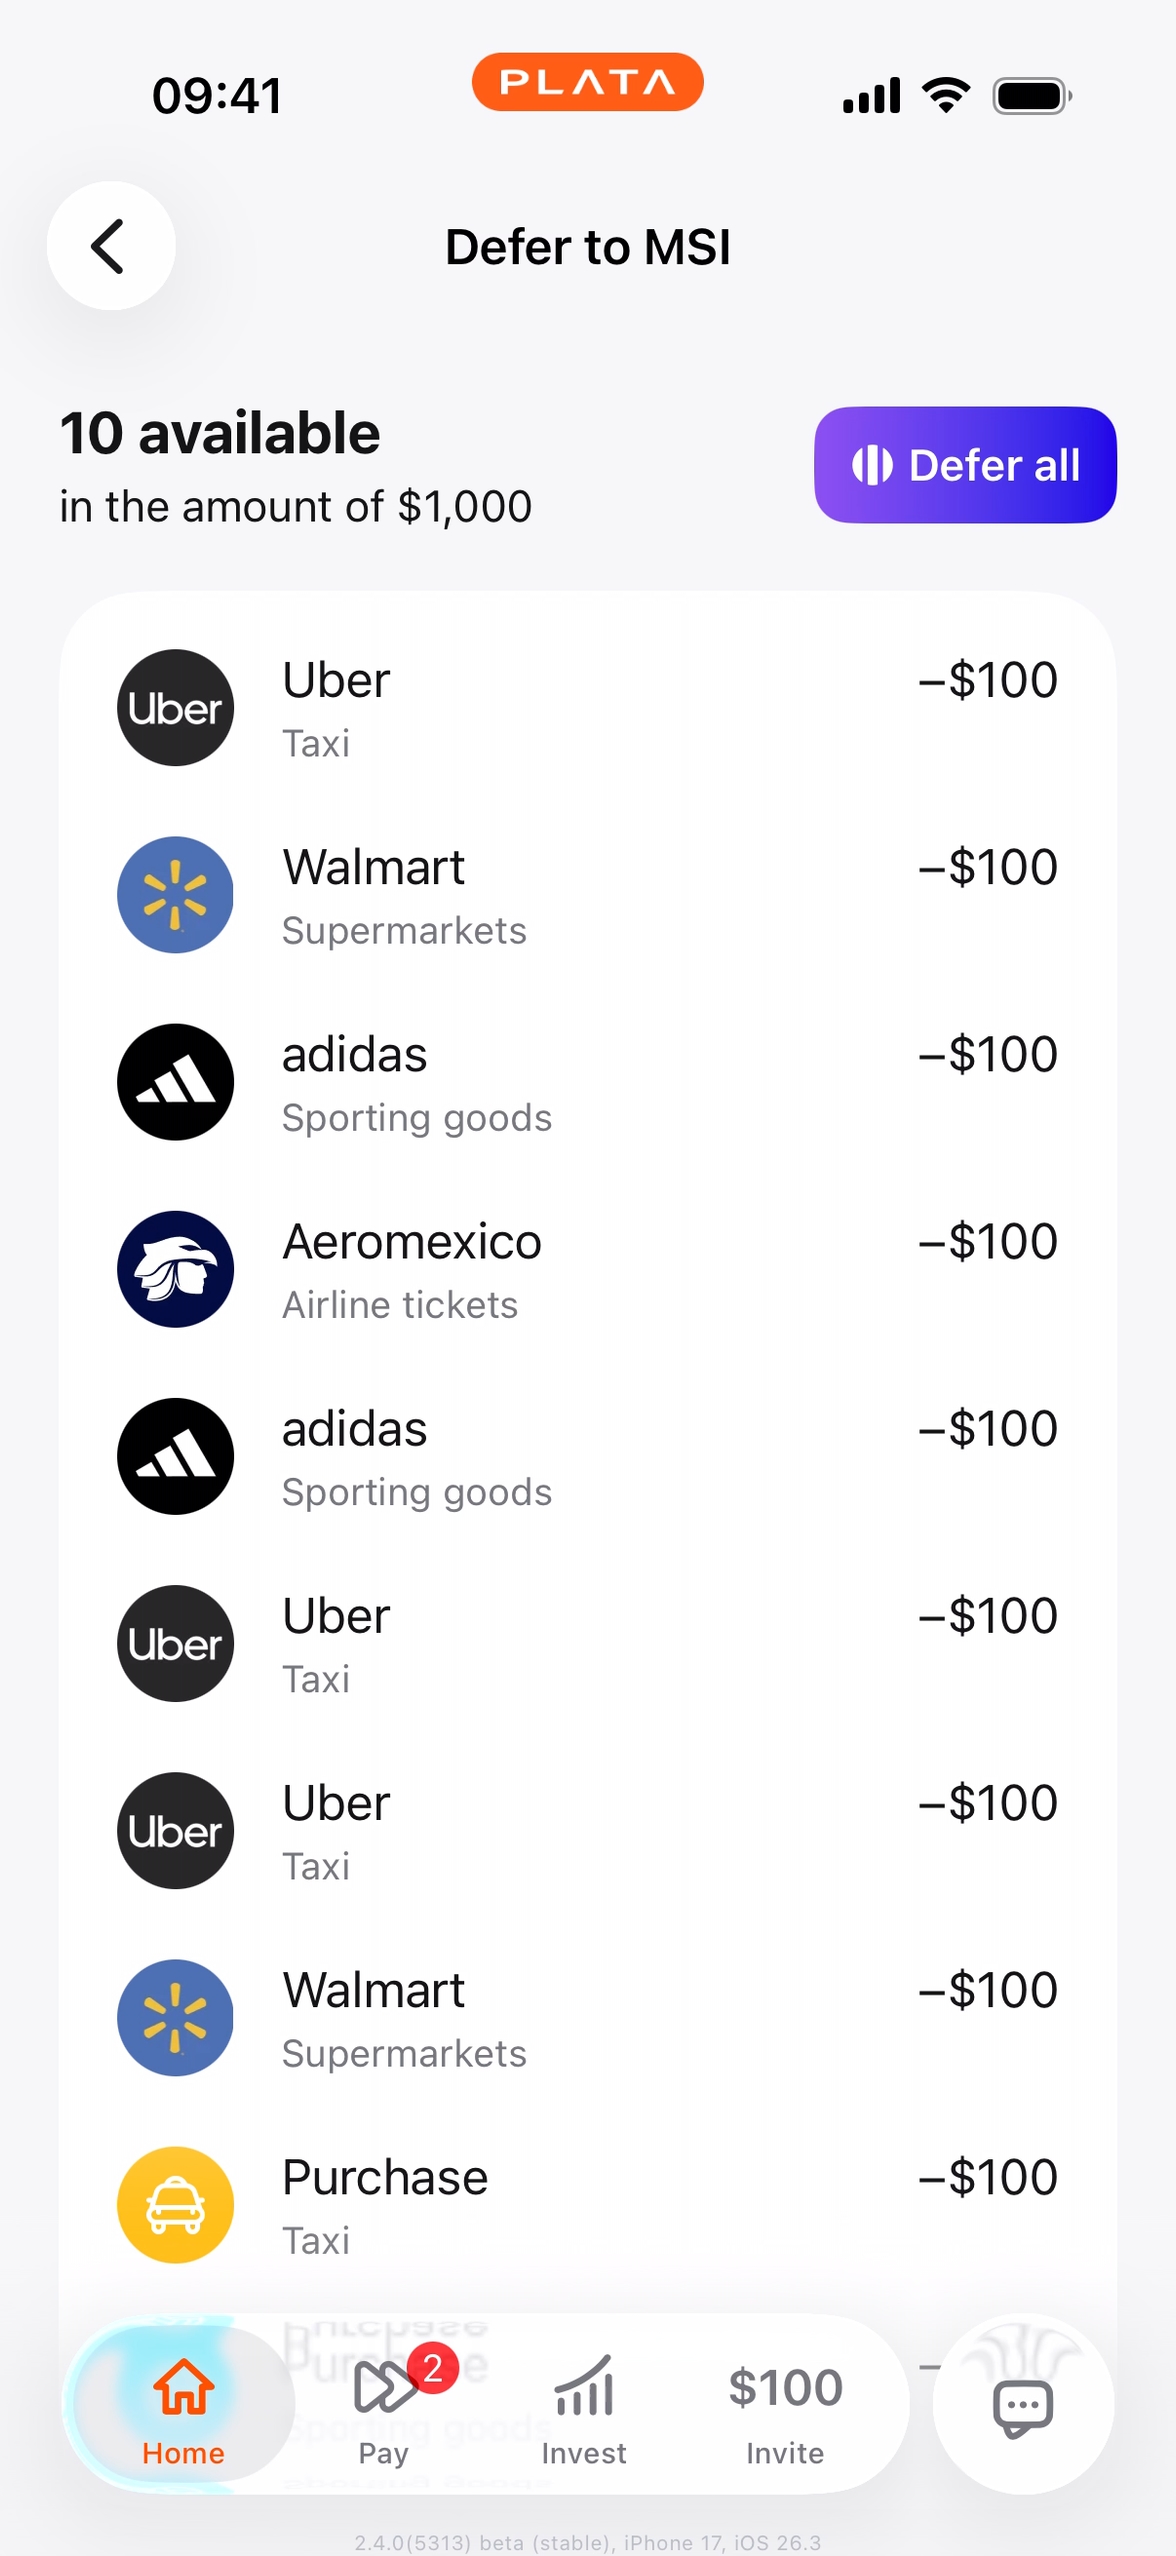 09:41
PLATA
Defer to MSI
10 available
in the amount of $1,000
Defer all
Uber
Uber
–$100
Taxi
Walmart
–$100
Supermarkets
adidas
–$100
Sporting goods
Aeromexico
–$100
Airline tickets
adidas
–$100
Sporting goods
Uber
Uber
–$100
Taxi
Uber
Uber
–$100
Taxi
Walmart
–$100
Supermarkets
Purchase
–$100
Taxi
Purchase
Sporting goods
2
$100
Home
Pay
Invest
Invite
2.4.0(5313) beta (stable), iPhone 17, iOS 26.3